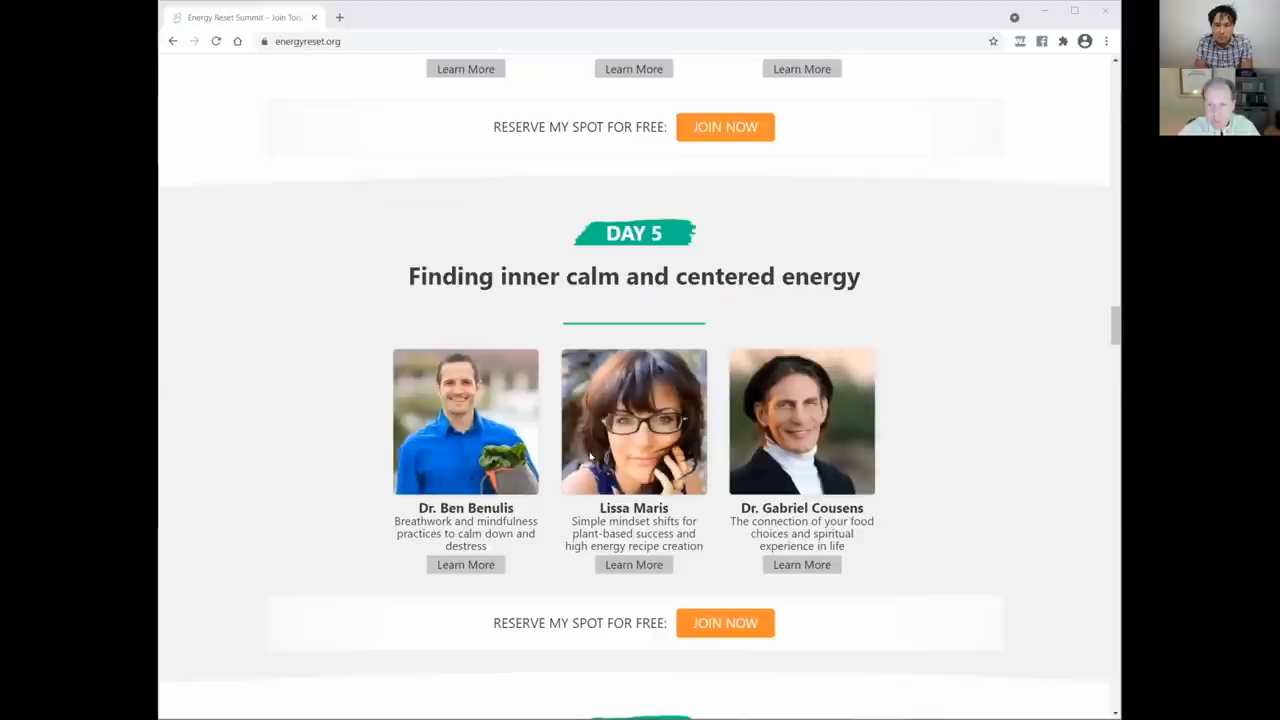 Energy Reset Summit – Join Too...
energyreset.org
Learn More
Learn More
Learn More
RESERVE MY SPOT FOR FREE: JOIN NOW
DAY 5
Finding inner calm and centered energy
Dr. Ben Benulis
Breathwork and mindfulness
practices to calm down and
destress
Learn More
Lissa Maris
Simple mindset shifts for
plant-based success and
high energy recipe creation
Learn More
Dr. Gabriel Cousens
The connection of your food
choices and spiritual
experience in life
Learn More
RESERVE MY SPOT FOR FREE: JOIN NOW